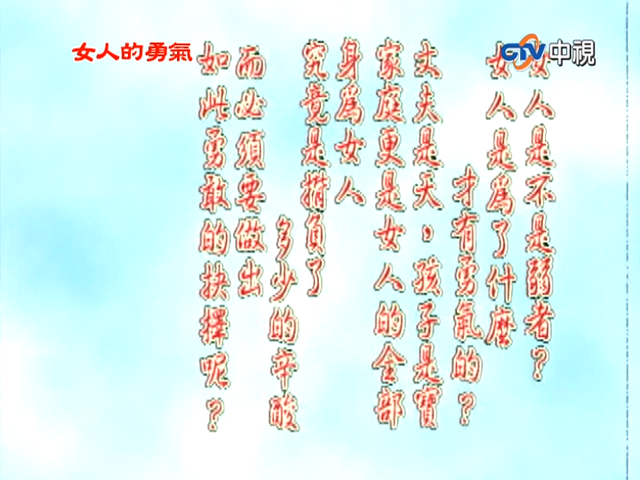 女人的勇氣
CTV中視
女人是不是弱者？
女人是為了什麼
才有勇氣的？
丈夫是天，孩子是寶
家庭更是女人的全部
身為女人
究竟是揹負了
多少的辛酸
而必須要做出
如此勇敢的抉擇呢？